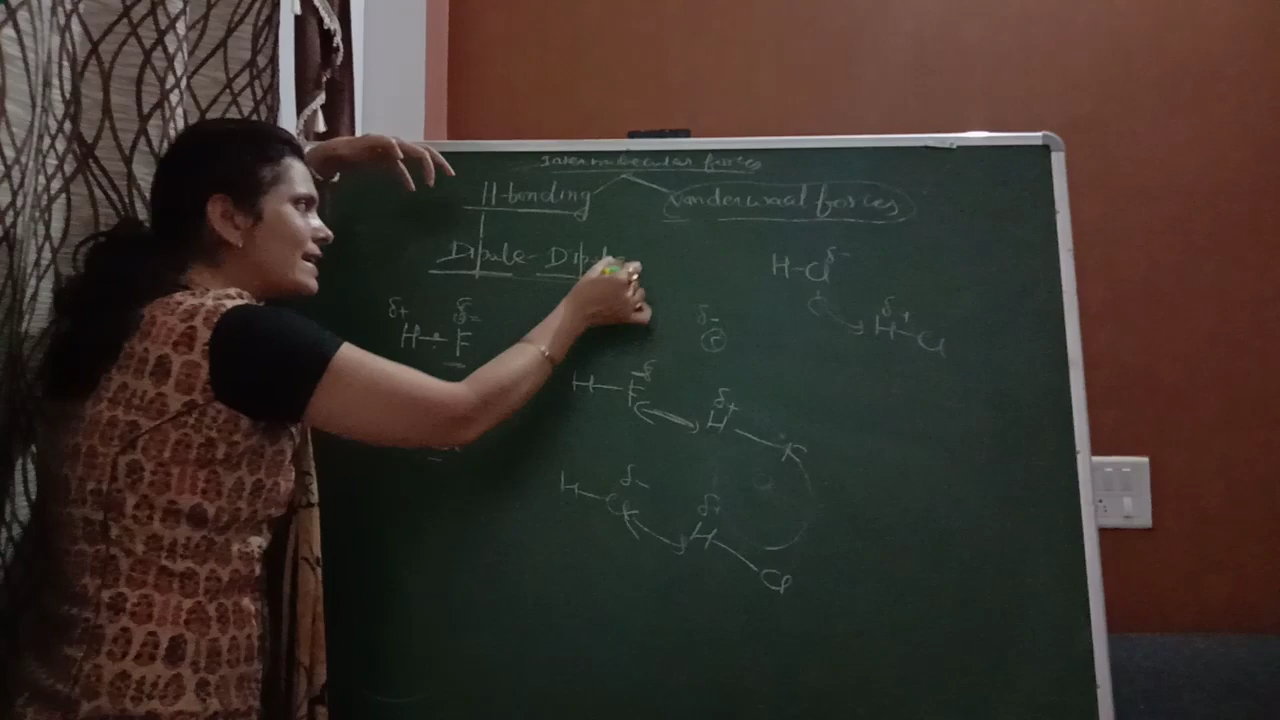 Intermolecular forces
H-bonding Vanderwaal forces
Dipole-Dipole
H-Cl δ-
δ+ δ-
H-F
δ+
H-Cl
δ-
H-F δ-
δ+
H-F
H-Cl δ-
δ+
H-Cl